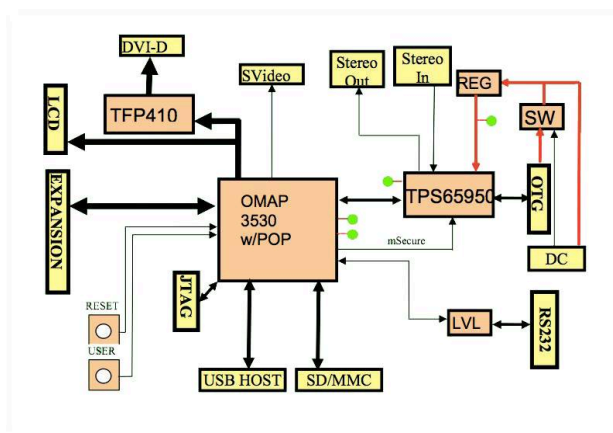 DVI-D
SVideo
Stereo
Out
Stereo
In
REG
LCD
TFP410
SW
EXPANSION
OMAP
3530
w/POP
TPS65950
OTG
mSecure
DC
JTAG
RESET
LVL
RS232
USER
USB HOST
SD/MMC